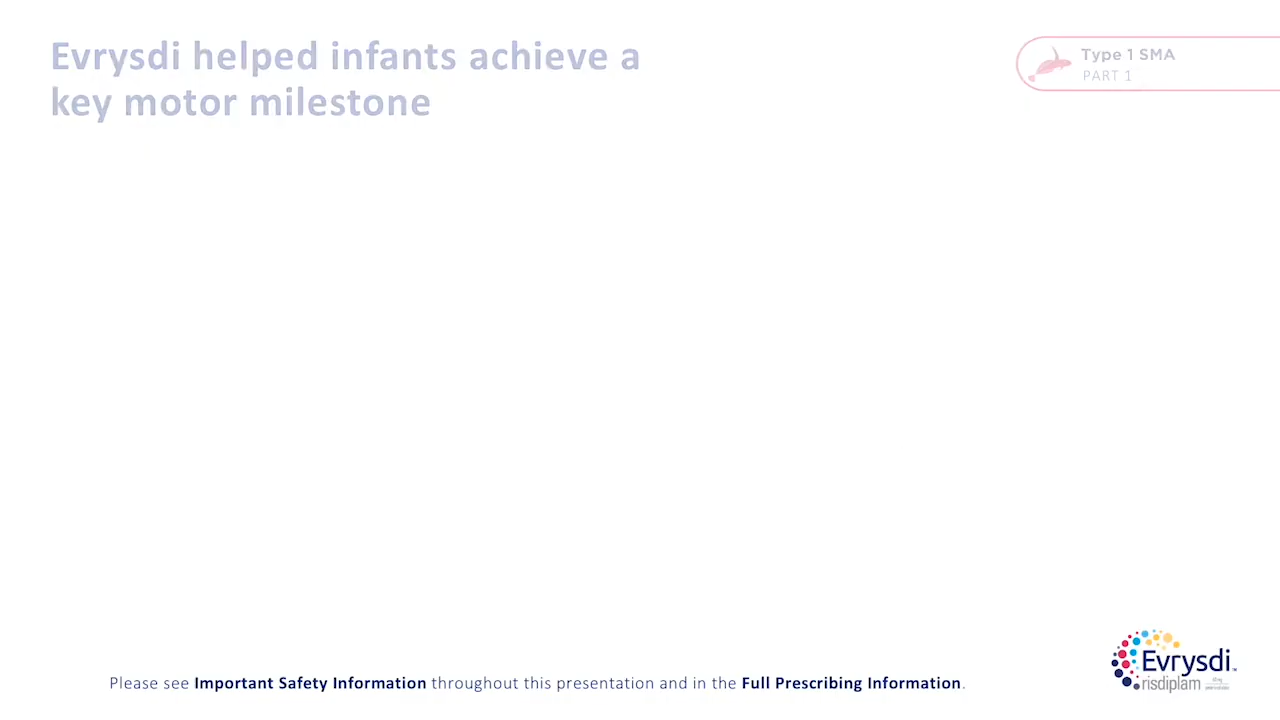 Evrysdi helped infants achieve a
key motor milestone
Type 1 SMA
PART 1
Please see Important Safety Information throughout this presentation and in the Full Prescribing Information.
Evrysdi™
risdiplam